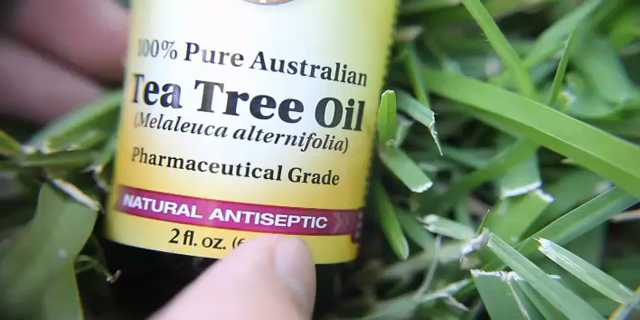 100% Pure Australian
Tea Tree Oil
(Melaleuca alternifolia)
Pharmaceutical Grade
NATURAL ANTISEPTIC
2 fl. oz.